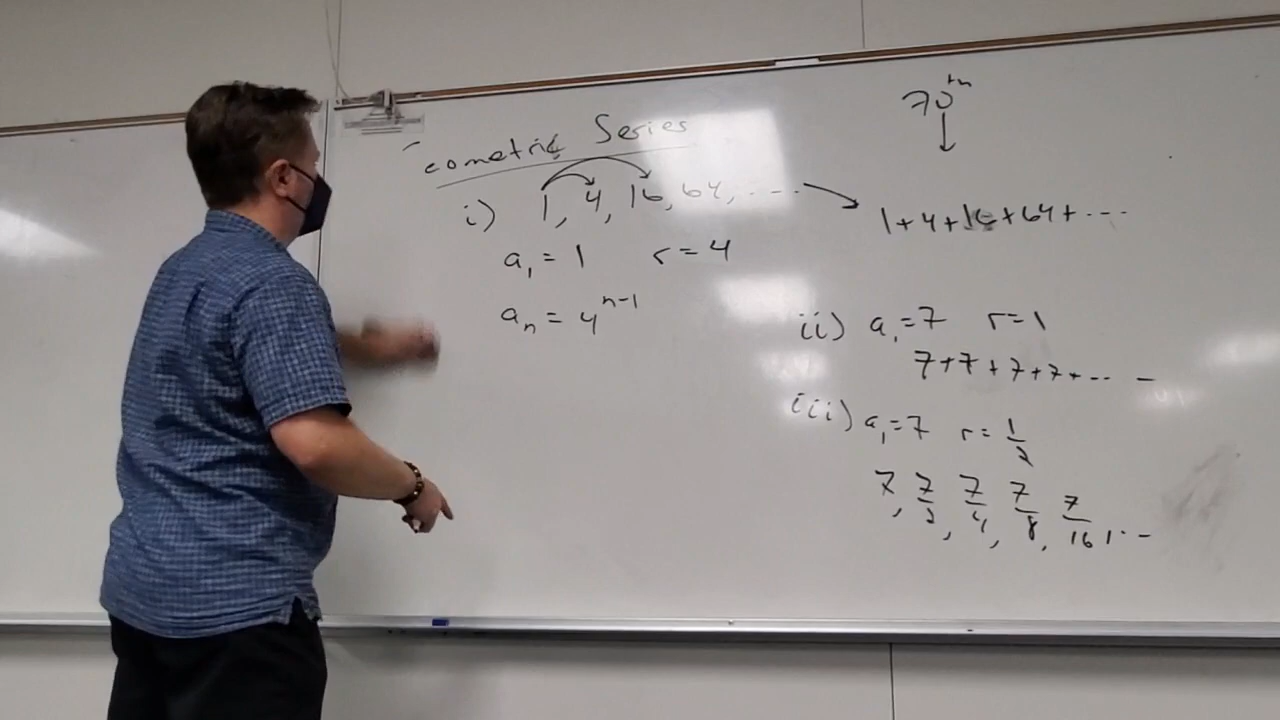 eometric Series
i) 1, 4, 16, 64, ....
a₁ = 1 r = 4
aₙ = 4ⁿ⁻¹
70ᵗʰ
↓
1 + 4 + 16 + 64 + ---
ii) a₁ = 7 r = 1
7 + 7 + 7 + 7 + ... -
iii) a₁ = 7 r = 1/2
7, 7/2, 7/4, 7/8, 7/16, ...